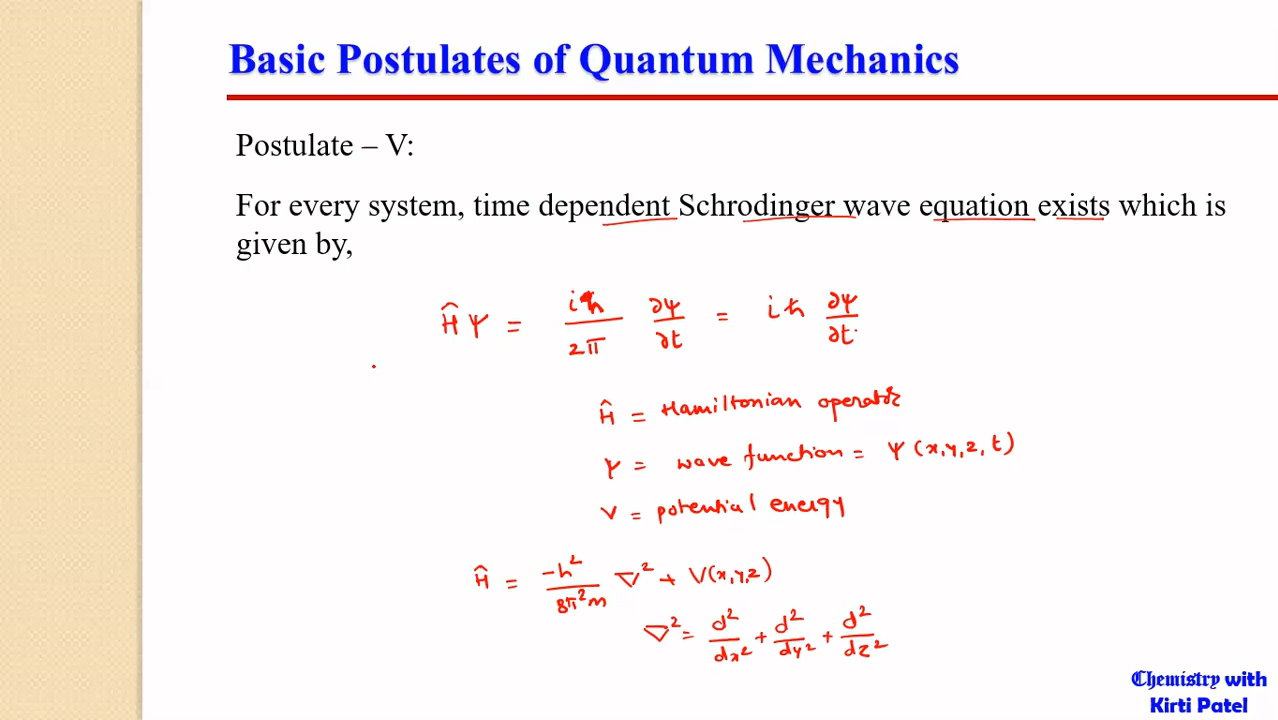 Basic Postulates of Quantum Mechanics
Postulate – V:
For every system, time dependent Schrodinger wave equation exists which is
given by,
Ĥ Ψ = iħ/2π ∂Ψ/∂t = iħ ∂Ψ/∂t
Ĥ = Hamiltonian operator
Ψ = wave function = Ψ(x,y,z,t)
V = potential energy
Ĥ = -h²/8π²m ∇² + V(x,y,z)
∇² = d²/dx² + d²/dy² + d²/dz²
Chemistry with
Kirti Patel